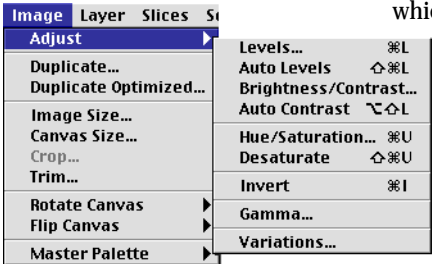 Image Layer Slices S
whic
Adjust
Duplicate...
Duplicate Optimized...
Image Size...
Canvas Size...
Crop...
Trim...
Rotate Canvas
Flip Canvas
Master Palette
Levels... ⌘L
Auto Levels ⇧⌘L
Brightness/Contrast...
Auto Contrast ⌥⇧L
Hue/Saturation... ⌘U
Desaturate ⇧⌘U
Invert ⌘I
Gamma...
Variations...